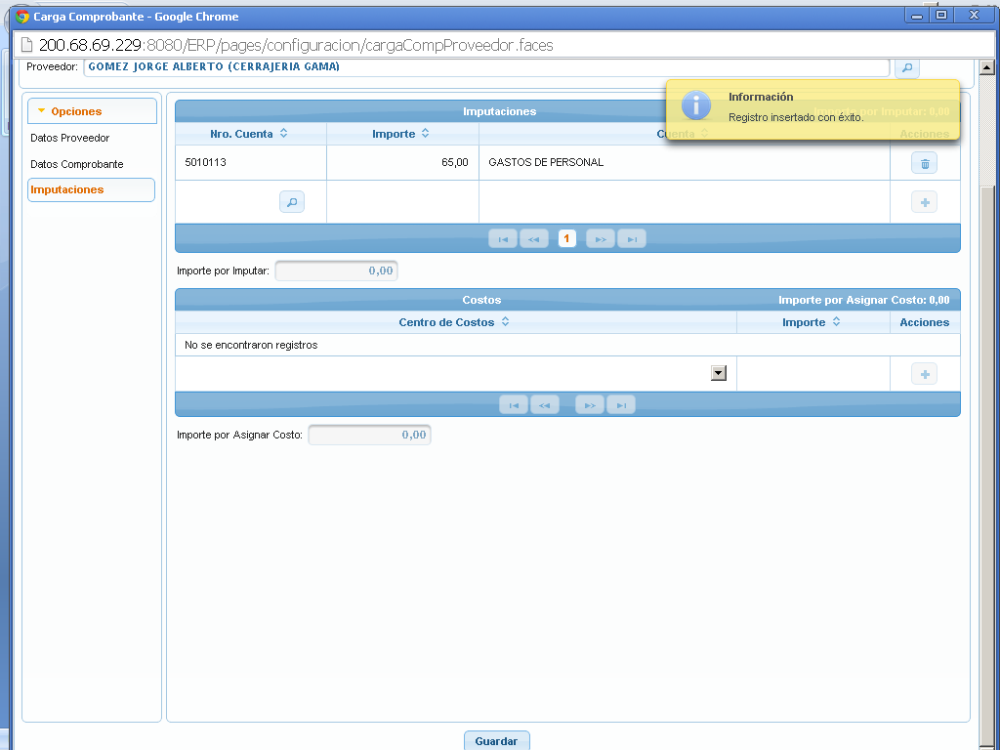 Carga Comprobante - Google Chrome
200.68.69.229:8080/ERP/pages/configuracion/cargaCompProveedor.faces
Proveedor: GOMEZ JORGE ALBERTO (CERRAJERIA GAMA)
Opciones
Datos Proveedor
Datos Comprobante
Imputaciones
Información
Registro insertado con éxito.
Imputaciones por Imputar: 0,00
Nro. Cuenta Importe Cuenta Acciones
5010113 65,00 GASTOS DE PERSONAL
1
Importe por Imputar: 0,00
Costos Importe por Asignar Costo: 0,00
Centro de Costos Importe Acciones
No se encontraron registros
Importe por Asignar Costo: 0,00
Guardar